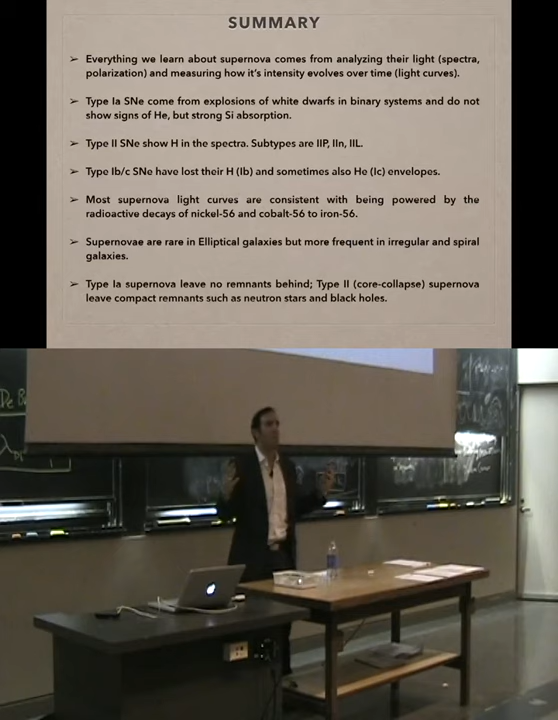 SUMMARY
➢ Everything we learn about supernova comes from analyzing their light (spectra,
polarization) and measuring how it's intensity evolves over time (light curves).
➢ Type Ia SNe come from explosions of white dwarfs in binary systems and do not
show signs of He, but strong Si absorption.
➢ Type II SNe show H in the spectra. Subtypes are IIP, IIn, IIL.
➢ Type Ib/c SNe have lost their H (Ib) and sometimes also He (Ic) envelopes.
➢ Most supernova light curves are consistent with being powered by the
radioactive decays of nickel-56 and cobalt-56 to iron-56.
➢ Supernovae are rare in Elliptical galaxies but more frequent in irregular and spiral
galaxies.
➢ Type Ia supernova leave no remnants behind; Type II (core-collapse) supernova
leave compact remnants such as neutron stars and black holes.
De